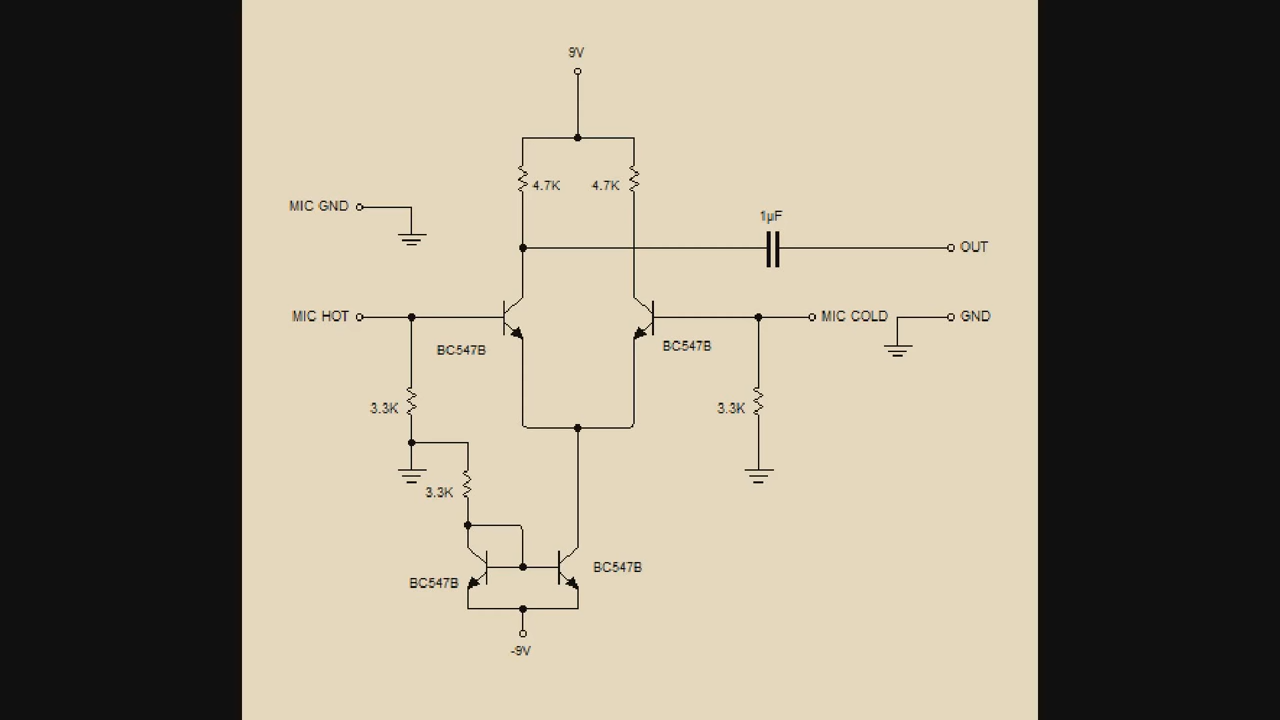 9V
4.7K
4.7K
MIC GND
1µF
OUT
MIC HOT
MIC COLD
GND
BC547B
BC547B
3.3K
3.3K
3.3K
BC547B
BC547B
-9V